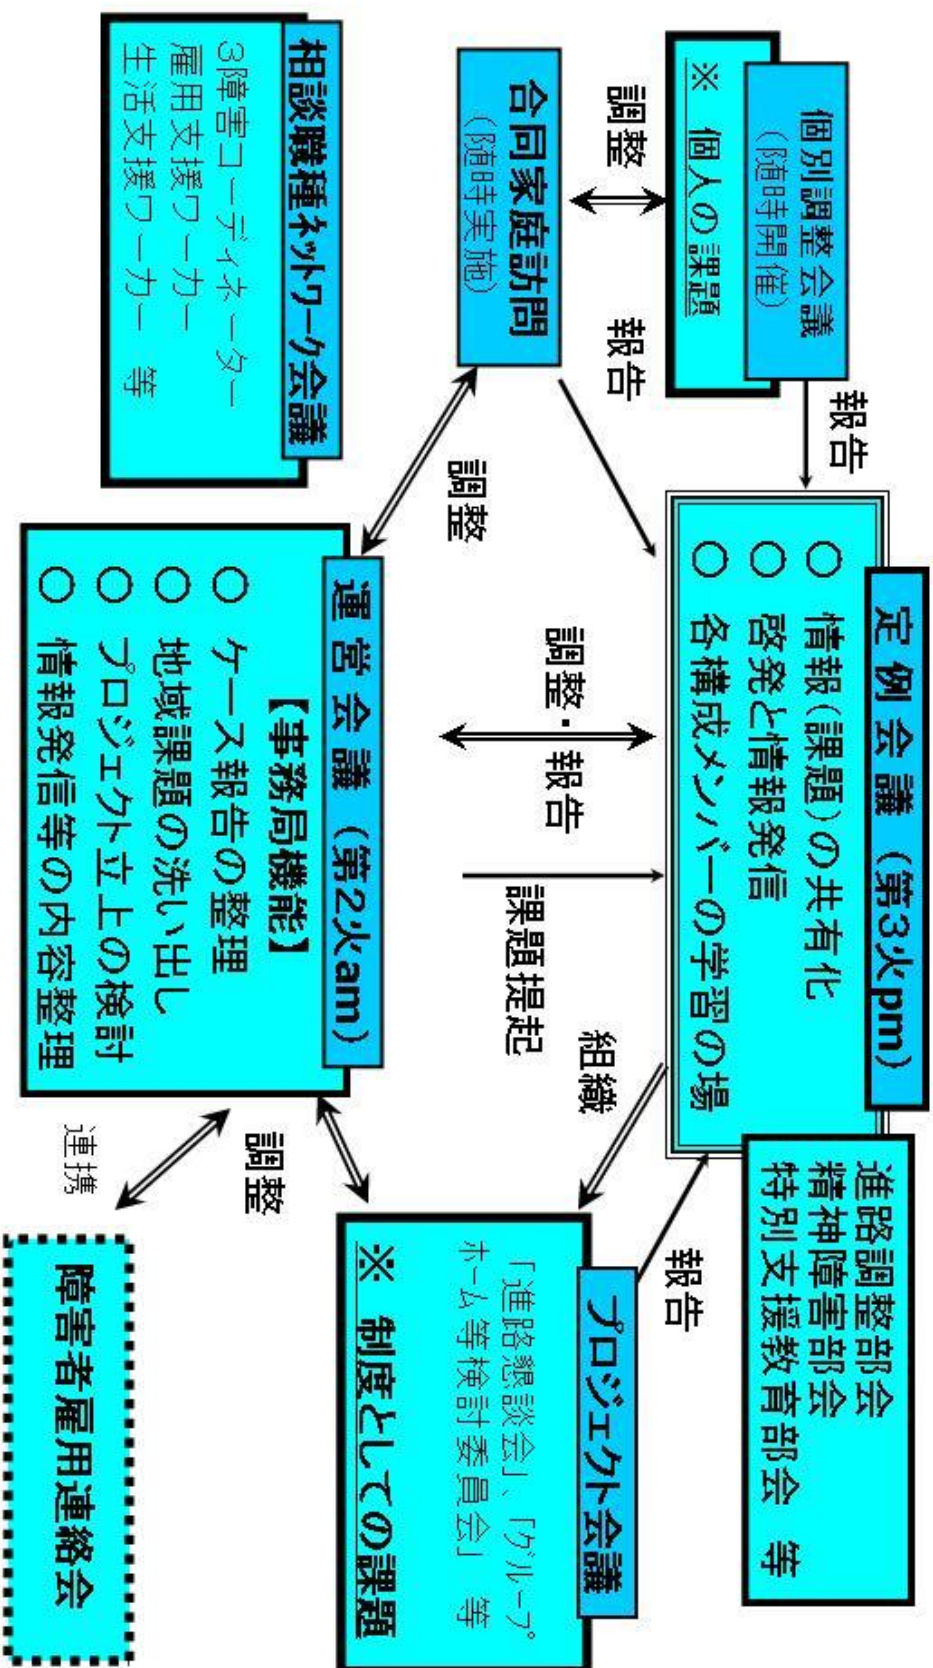 個別調整会議
(随時開催)
※　個人の課題
報告
定 例 会 議 （第3火pm）
○　情報(課題)の共有化
○　啓発と情報発信
○　各構成メンバーの学習の場
進路調整部会
精神障害部会
特別支援教育部会　等
調整
報告
合同家庭訪問
(随時実施)
調整
調整・報告
課題提起
組織
報告
プロジェクト会議
「進路懇談会」、「グループ
ホーム等検討委員会」 等
※　制度としての課題
相談職種ネットワーク会議
3障害コーディネーター
雇用支援ワーカー
生活支援ワーカー　等
運 営 会 議 （第2火am）
【事務局機能】
○　ケース報告の整理
○　地域課題の洗い出し
○　プロジェクト立上の検討
○　情報発信等の内容整理
調整
連携
障害者雇用連絡会